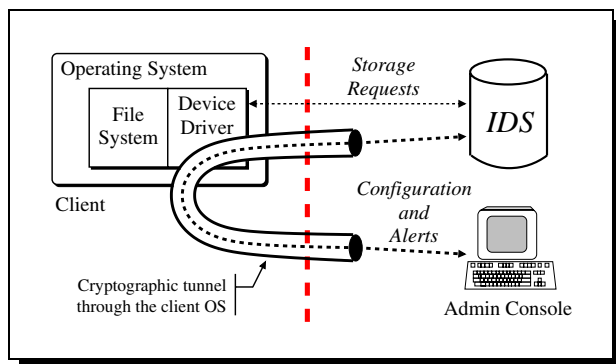 Operating System
File
System
Device
Driver
Client
Storage
Requests
IDS
Configuration
and
Alerts
Cryptographic tunnel
through the client OS
Admin Console